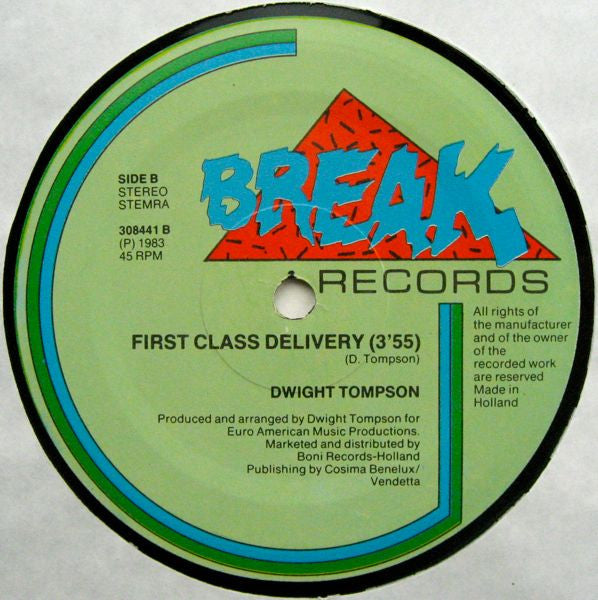 SIDE B
STEREO
STEMRA
308441 B
(P) 1983
45 RPM
BREAK
RECORDS
All rights of
the manufacturer
and of the owner
of the
recorded work
are reserved
Made in
Holland
FIRST CLASS DELIVERY (3'55)
(D. Tompson)
DWIGHT TOMPSON
Produced and arranged by Dwight Tompson for
Euro American Music Productions.
Marketed and distributed by
Boni Records-Holland
Publishing by Cosima Benelux/
Vendetta